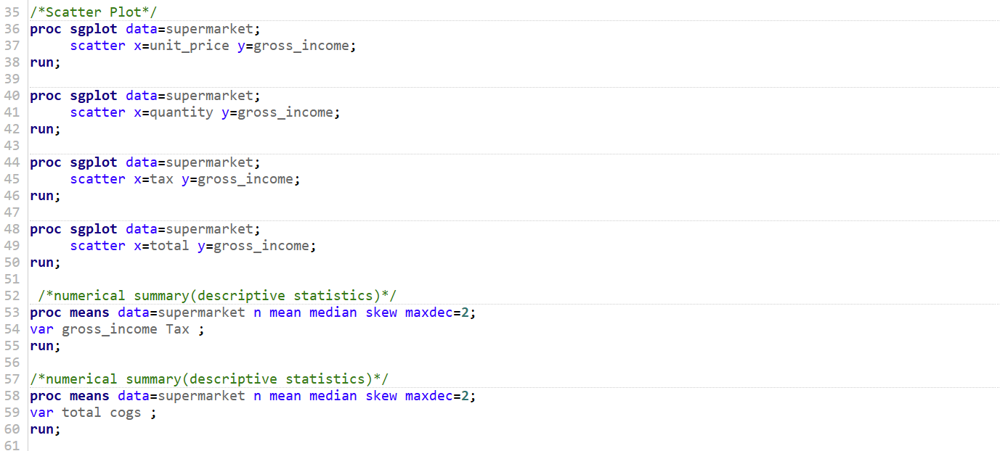 35 /*Scatter Plot*/
36 proc sgplot data=supermarket;
37 scatter x=unit_price y=gross_income;
38 run;
39
40 proc sgplot data=supermarket;
41 scatter x=quantity y=gross_income;
42 run;
43
44 proc sgplot data=supermarket;
45 scatter x=tax y=gross_income;
46 run;
47
48 proc sgplot data=supermarket;
49 scatter x=total y=gross_income;
50 run;
51
52 /*numerical summary(descriptive statistics)*/
53 proc means data=supermarket n mean median skew maxdec=2;
54 var gross_income Tax ;
55 run;
56
57 /*numerical summary(descriptive statistics)*/
58 proc means data=supermarket n mean median skew maxdec=2;
59 var total cogs ;
60 run;
61